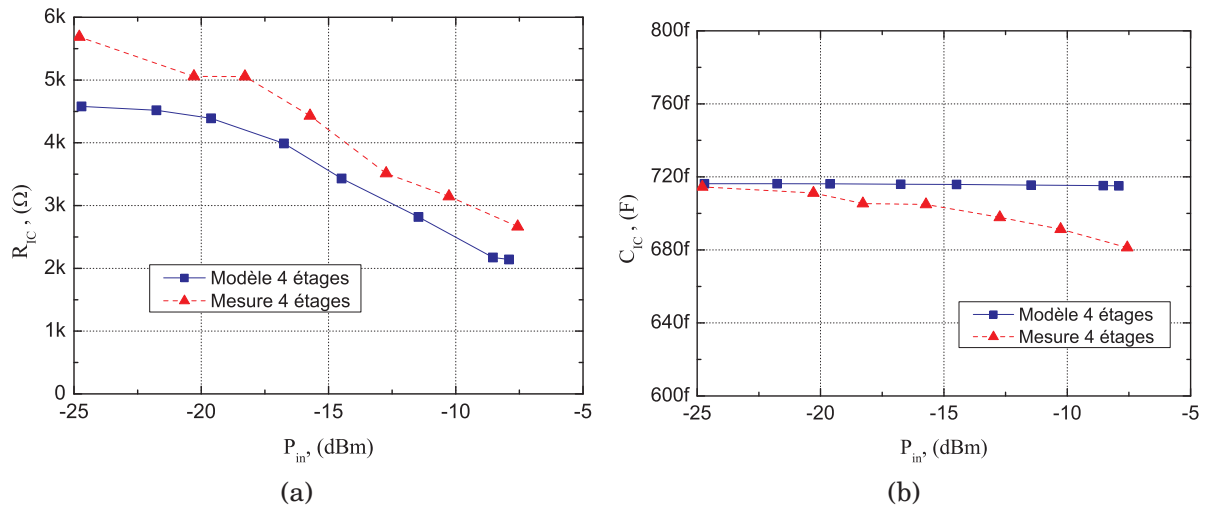 6k
5k
4k
3k
2k
1k
0
R_IC , (Ω)
Modèle 4 étages
Mesure 4 étages
-25 -20 -15 -10 -5
P_in, (dBm)
(a)
800f
760f
720f
680f
640f
600f
C_IC , (F)
Modèle 4 étages
Mesure 4 étages
-25 -20 -15 -10 -5
P_in, (dBm)
(b)